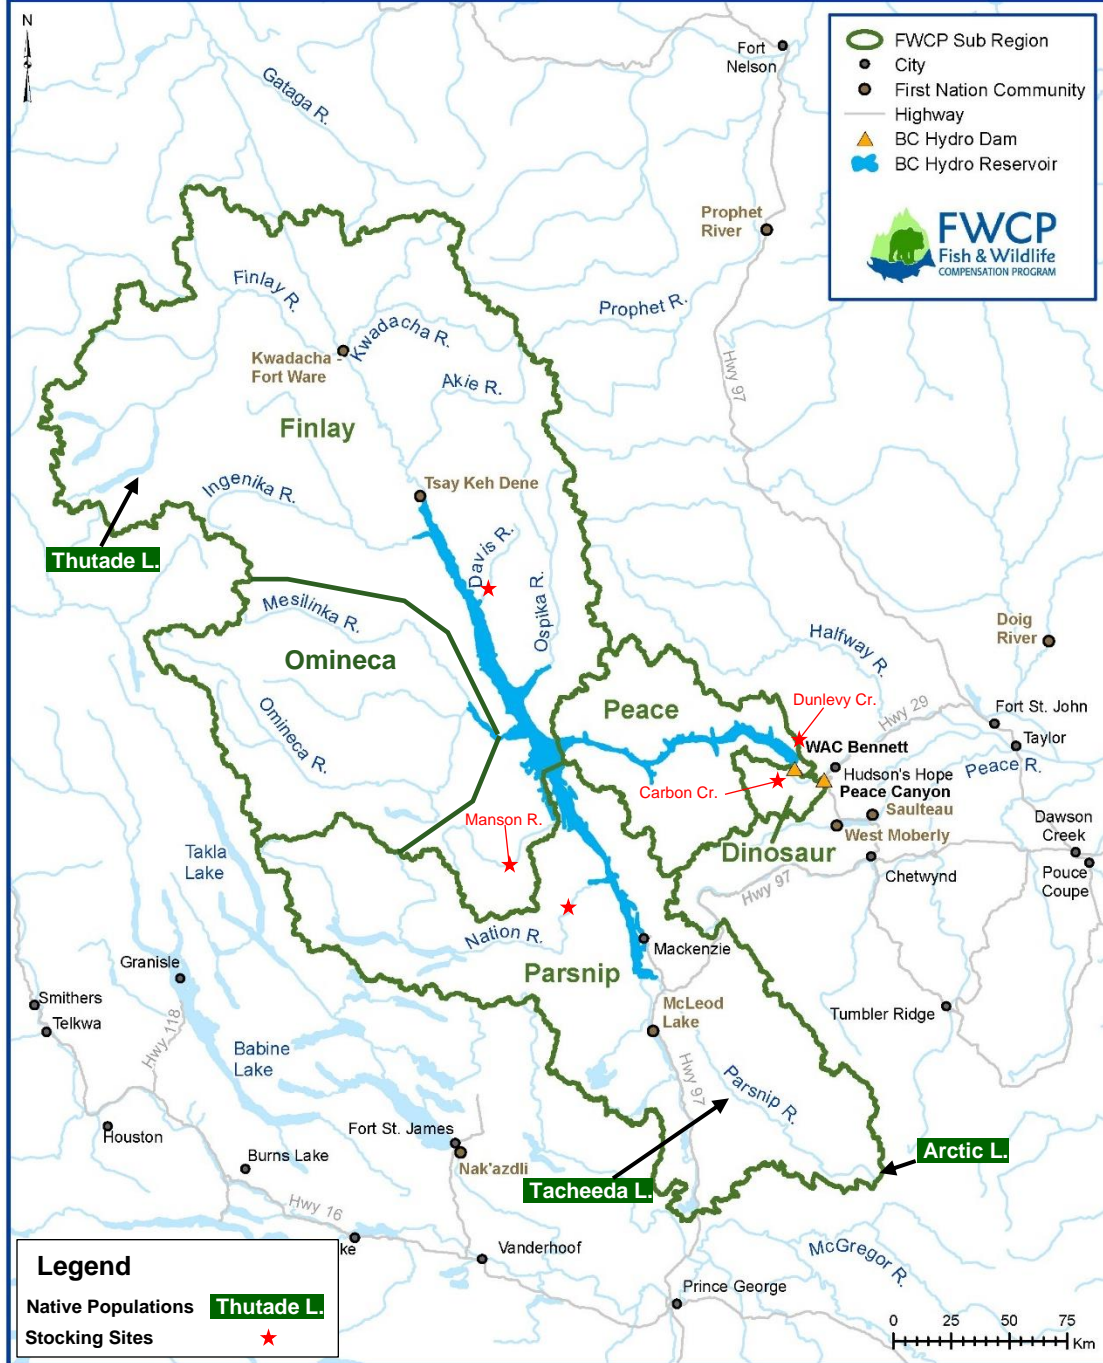 N
Fort
Nelson
FWCP Sub Region
City
First Nation Community
Highway
BC Hydro Dam
BC Hydro Reservoir
FWCP
Fish & Wildlife
COMPENSATION PROGRAM
Gataga R.
Prophet
River
Finlay R.
Prophet R.
Kwadacha R.
Kwadacha -
Fort Ware
Hwy 97
Akie R.
Finlay
Ingenika R.
Tsay Keh Dene
Thutade L.
Davis R.
Ospika R.
Mesilinka R.
Omineca
Halfway R.
Doig
River
Omineca R.
Peace
Dunlevy Cr.
Hwy 29
Fort St. John
WAC Bennett
Taylor
Hudson's Hope
Peace R.
Carbon Cr.
Peace Canyon
Manson R.
Saulteau
West Moberly
Dawson
Creek
Dinosaur
Takla
Lake
Chetwynd
Pouce
Coupe
Hwy 97
Nation R.
Mackenzie
Granisle
Parsnip
Smithers
McLeod
Lake
Tumbler Ridge
Telkwa
Hwy 118
Babine
Lake
Hwy 97
Parsnip R.
Houston
Fort St. James
Arctic L.
Burns Lake
Nak'azdli
Tacheeda L.
Hwy 16
ke
Vanderhoof
McGregor R.
Legend
Prince George
Native Populations Thutade L.
Stocking Sites
0 25 50 75
Km